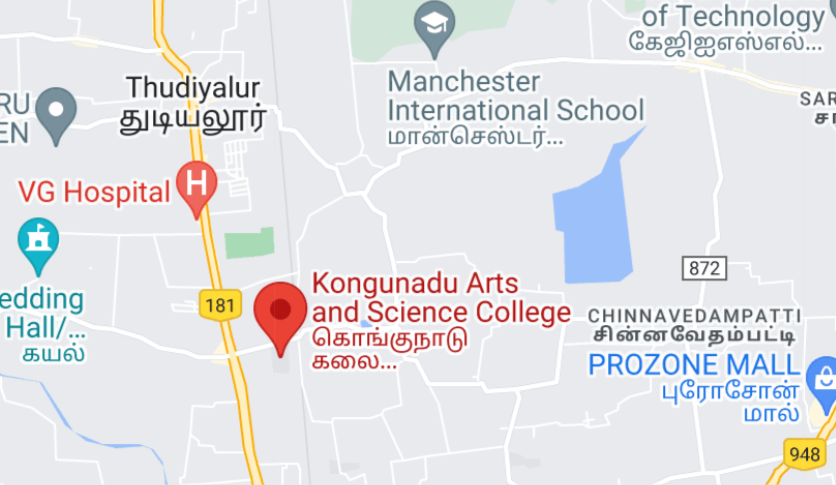 of Technology
கேஜிஐஎஸ்எல்...
Thudiyalur
துடியலூர்
Manchester
International School
மான்செஸ்டர்...
RU
EN
SAR
H
VG Hospital
872
Kongunadu Arts
and Science College
கொங்குநாடு
கலை...
181
edding
Hall/...
கயல்
CHINNAVEDAMPATTI
சின்னவேதம்பட்டி
PROZONE MALL
புரோசோன்
மால்
948